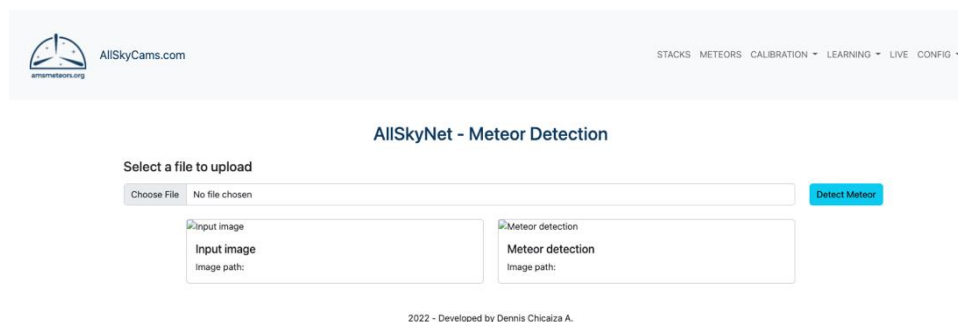 AllSkyCams.com
amsmeteors.org
STACKS METEORS CALIBRATION LEARNING LIVE CONFIG
AllSkyNet - Meteor Detection
Select a file to upload
Choose File No file chosen Detect Meteor
Input image
Input image
Image path:
Meteor detection
Meteor detection
Image path:
2022 - Developed by Dennis Chicaiza A.